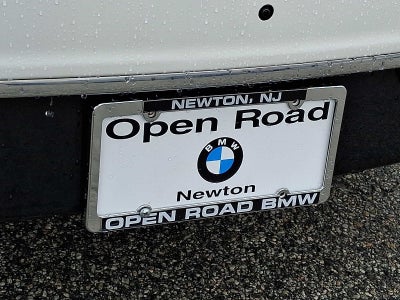 NEWTON, NJ
Open Road
BMW
Newton
OPEN ROAD BMW